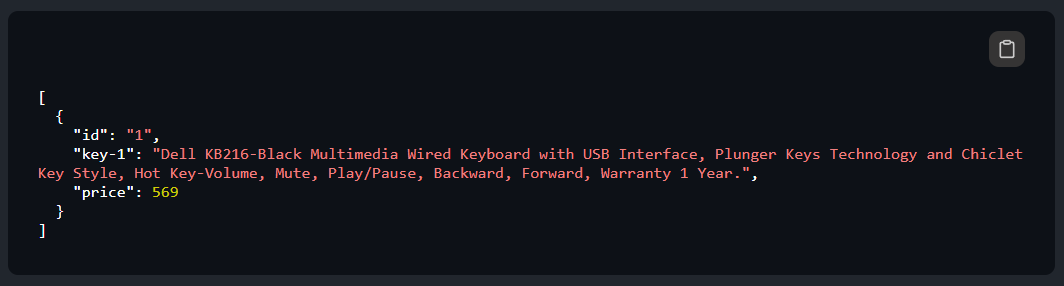 [
{
"id": "1",
"key-1": "Dell KB216-Black Multimedia Wired Keyboard with USB Interface, Plunger Keys Technology and Chiclet
Key Style, Hot Key-Volume, Mute, Play/Pause, Backward, Forward, Warranty 1 Year.",
"price": 569
}
]